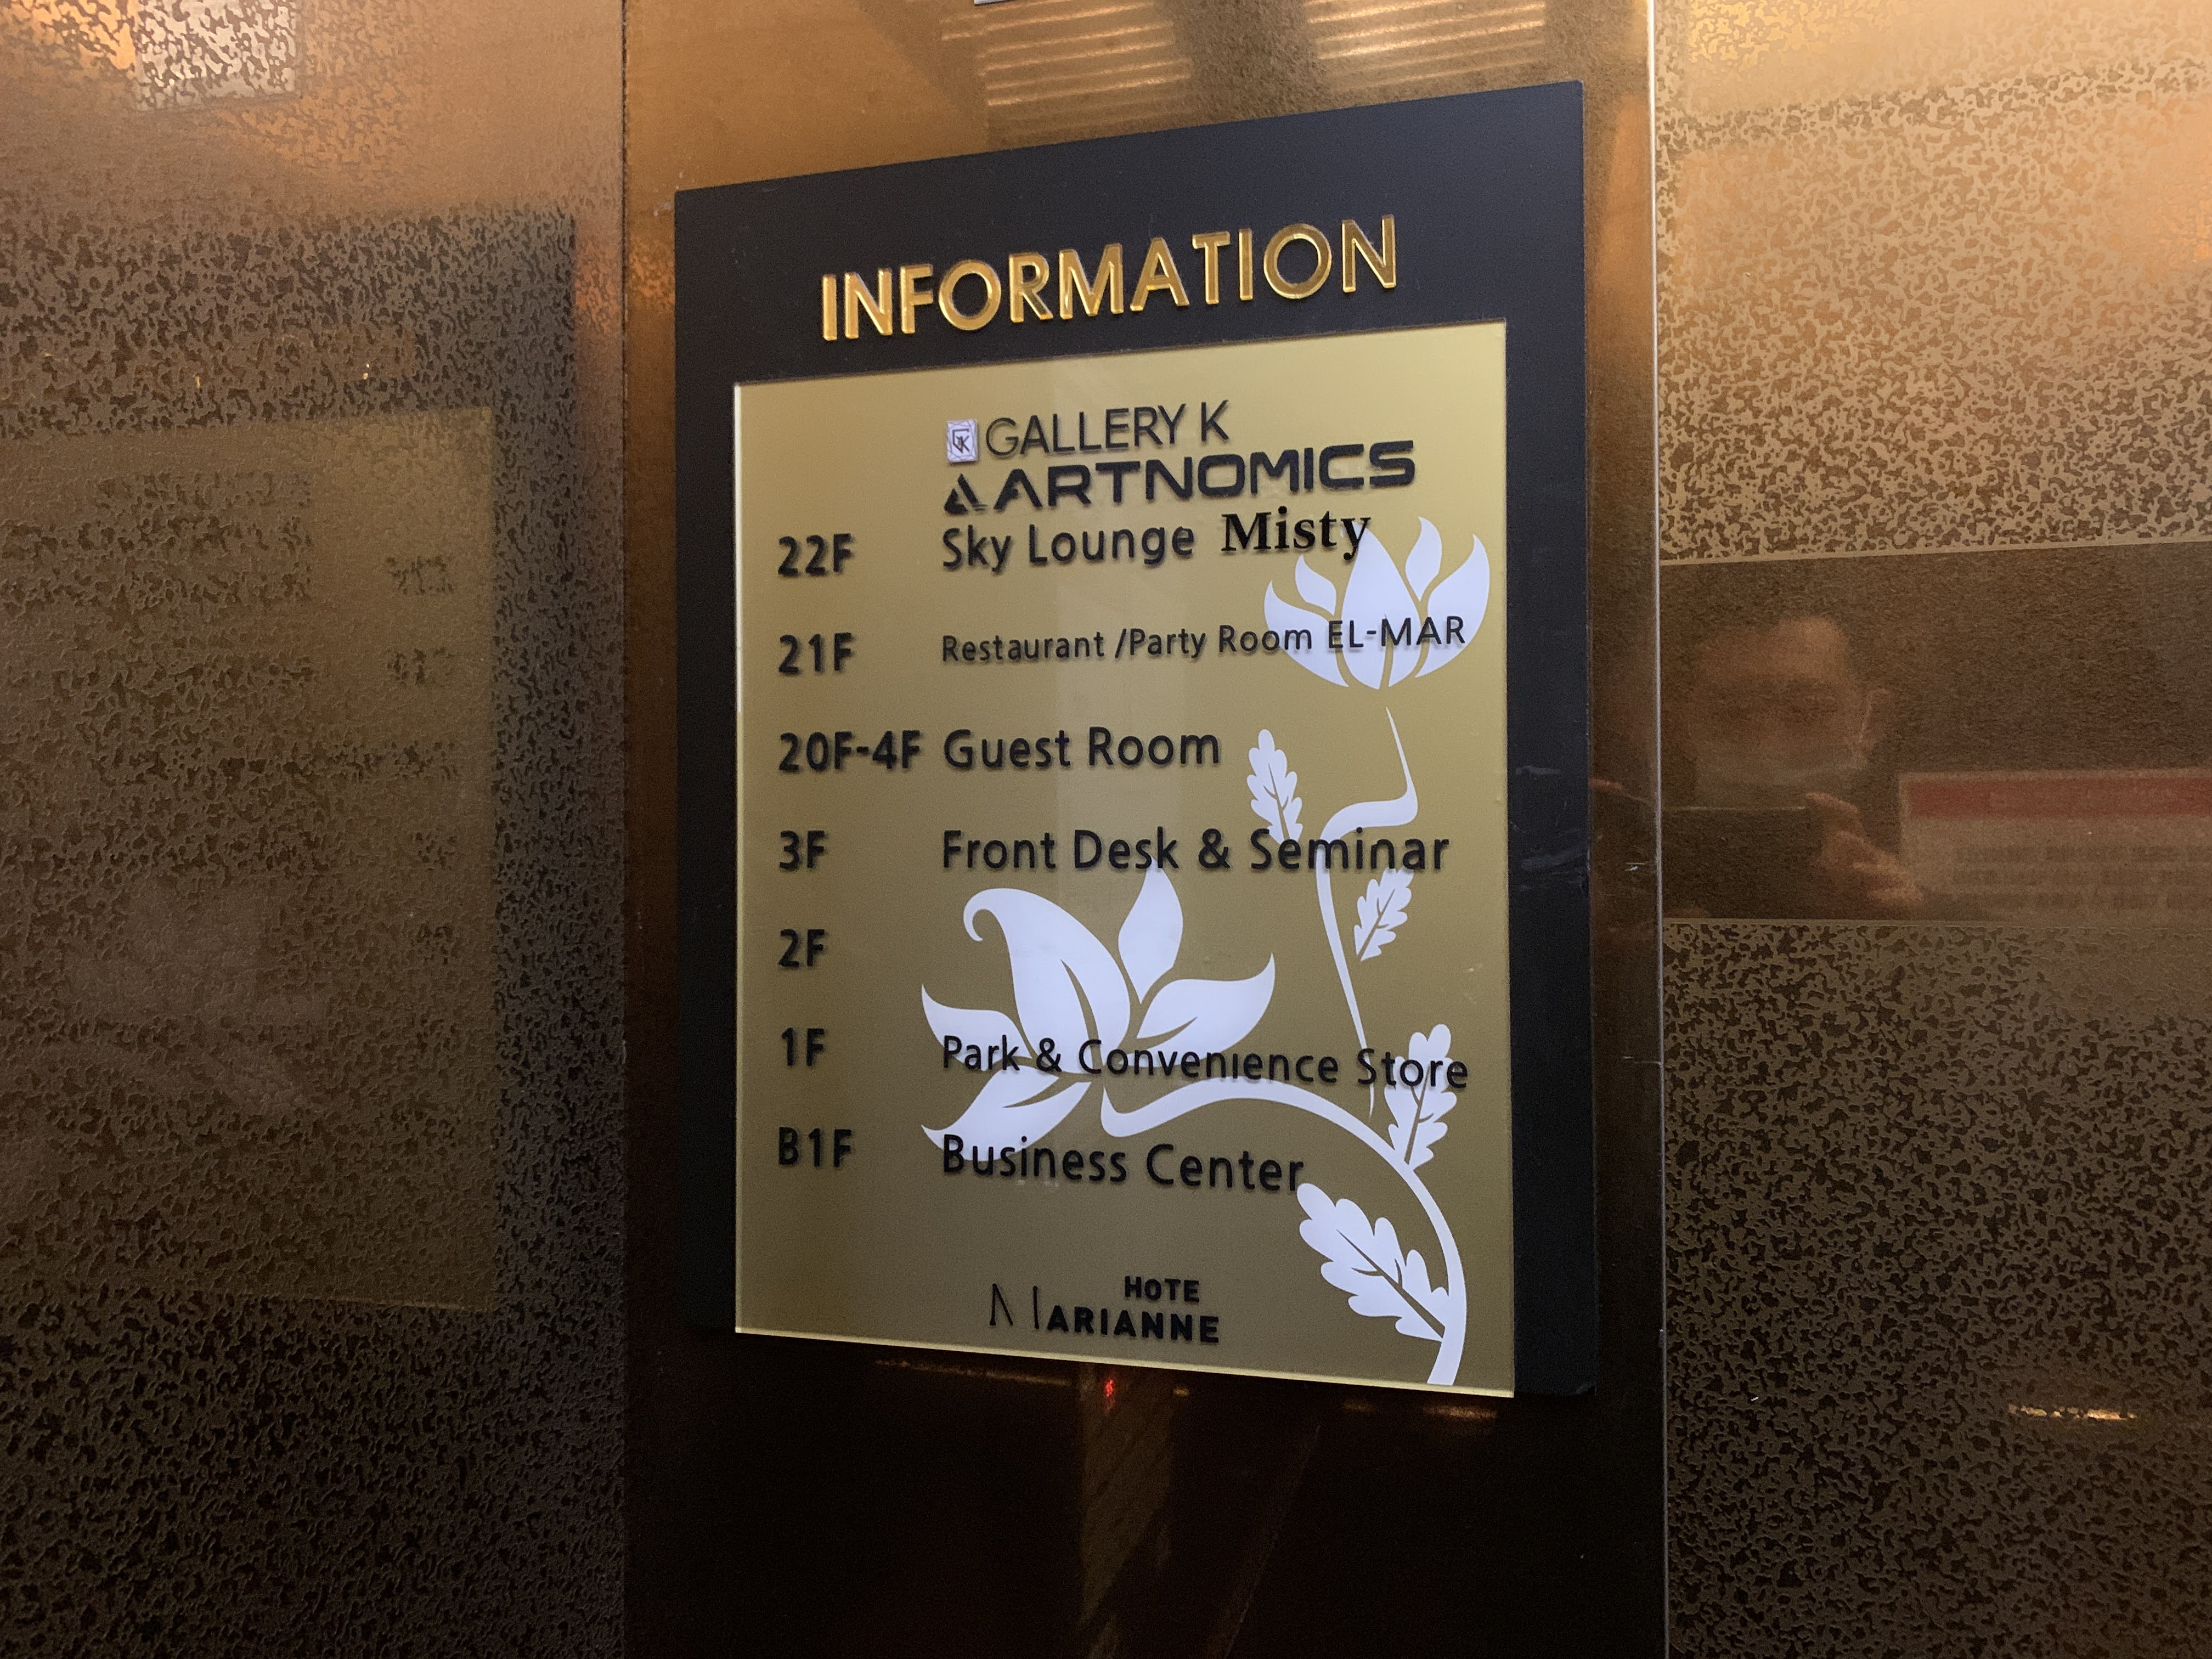 INFORMATION
GALLERY K
ARTNOMICS
22F Sky Lounge Misty
21F Restaurant /Party Room EL-MAR
20F-4F Guest Room
3F Front Desk & Seminar
2F
1F Park & Convenience Store
B1F Business Center
HOTE
MARIANNE